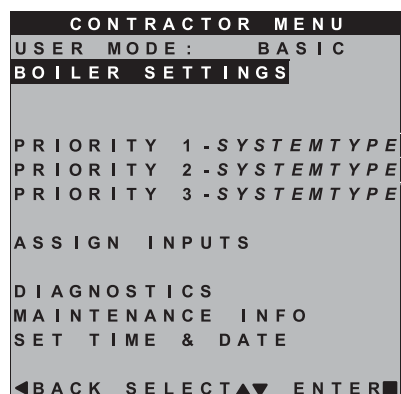 CONTRACTOR MENU
USER MODE: BASIC
BOILER SETTINGS
PRIORITY 1-SYSTEMTYPE
PRIORITY 2-SYSTEMTYPE
PRIORITY 3-SYSTEMTYPE
ASSIGN INPUTS
DIAGNOSTICS
MAINTENANCE INFO
SET TIME & DATE
◀BACK SELECT▲▼ ENTER■